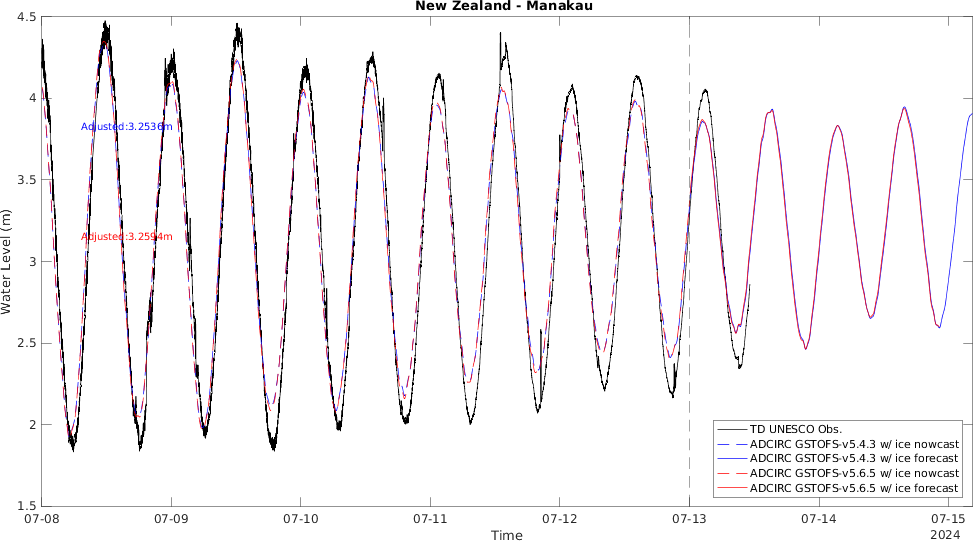 New Zealand - Manakau
Water Level (m)
4.5
4
3.5
3
2.5
2
1.5
Adjusted:3.2536m
Adjusted:3.2594m
TD UNESCO Obs.
ADCIRC GSTOFS-v5.4.3 w/ ice nowcast
ADCIRC GSTOFS-v5.4.3 w/ ice forecast
ADCIRC GSTOFS-v5.6.5 w/ ice nowcast
ADCIRC GSTOFS-v5.6.5 w/ ice forecast
07-08 07-09 07-10 07-11 07-12 07-13 07-14 07-15
2024
Time